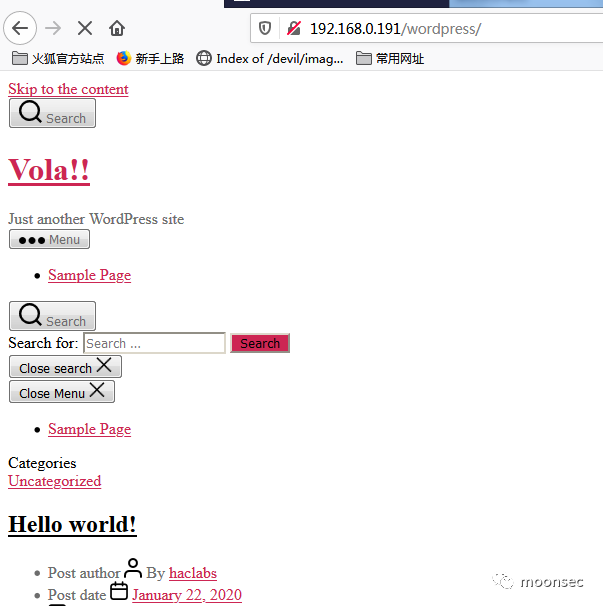 192.168.0.191/wordpress/
火狐官方站点 新手上路 Index of /devil/imag... 常用网址
Skip to the content
Search
Vola!!
Just another WordPress site
Menu
Sample Page
Search
Search for: Search ... Search
Close search
Close Menu
Sample Page
Categories
Uncategorized
Hello world!
Post author By haclabs
Post date January 22, 2020
moonsec